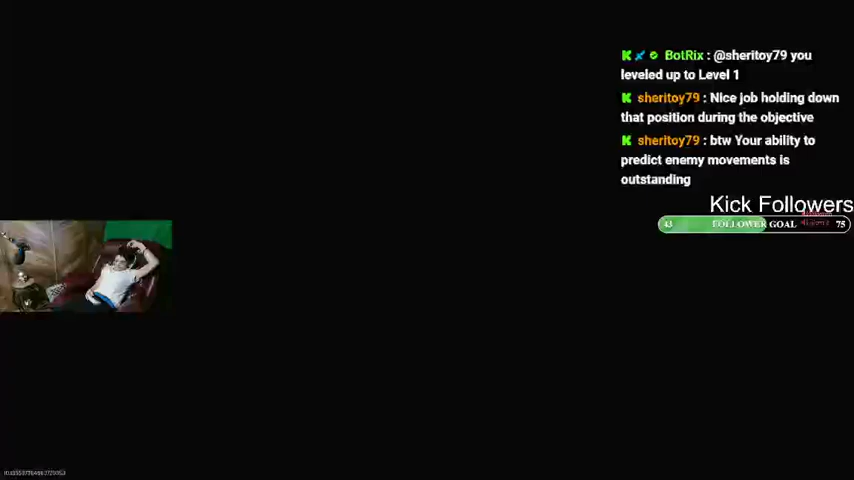 BotRix : @sheritoy79 you
leveled up to Level 1
sheritoy79 : Nice job holding down
that position during the objective
sheritoy79 : btw Your ability to
predict enemy movements is
outstanding
Kick Followers
43 FOLLOWER GOAL 75